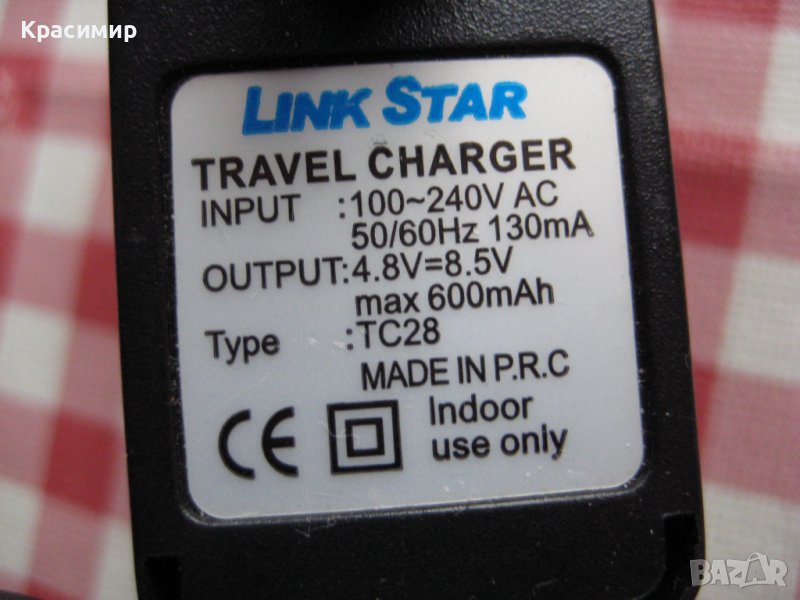 Красимир
LINK STAR
TRAVEL CHARGER
INPUT :100~240V AC
50/60Hz 130mA
OUTPUT:4.8V=8.5V
max 600mAh
Type :TC28
MADE IN P.R.C
CE Indoor
use only
BAZAR